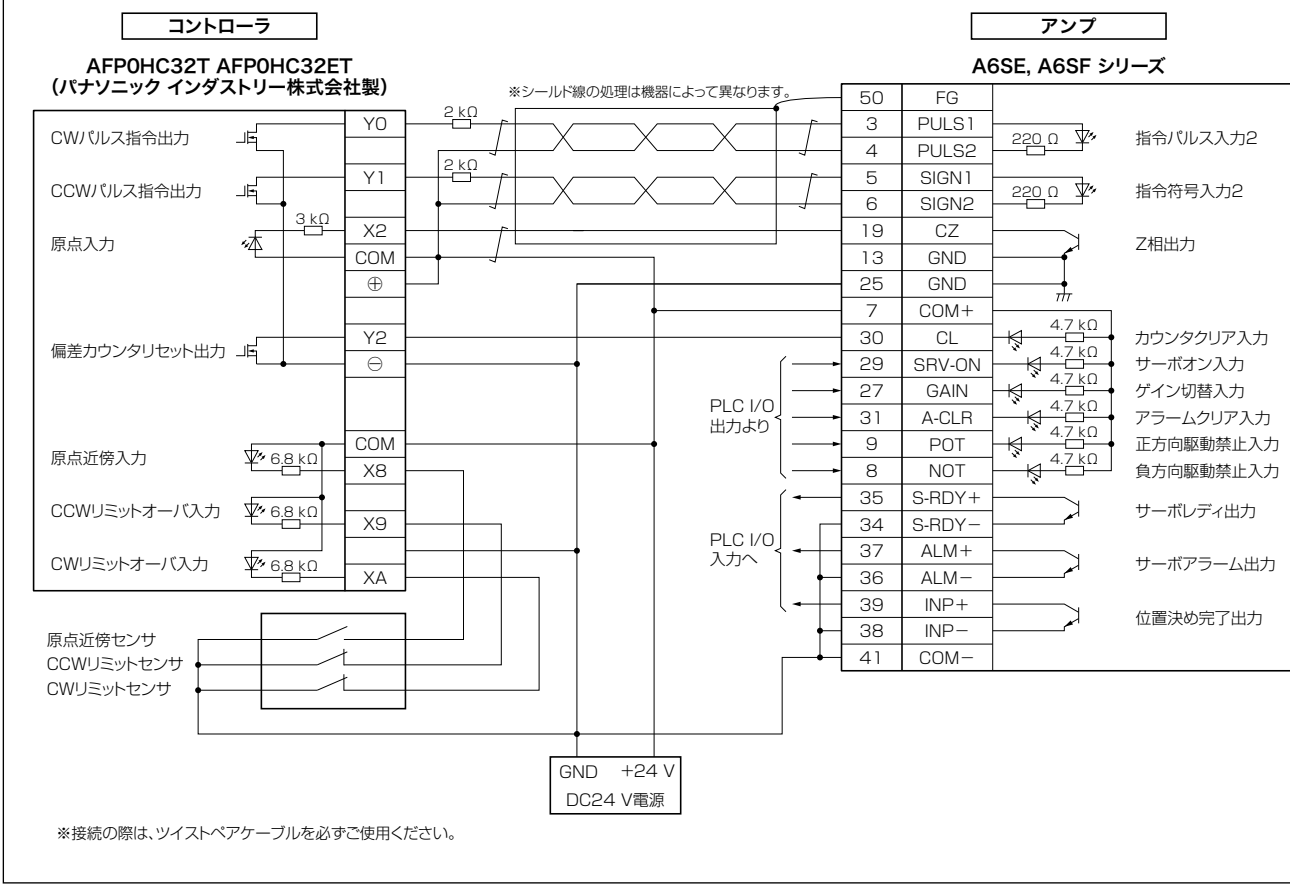 コントローラ
アンプ
AFP0HC32T AFP0HC32ET
(パナソニック インダストリー株式会社製)
A6SE, A6SF シリーズ
※シールド線の処理は機器によって異なります。
CWパルス指令出力
Y0
2 kΩ
CCWパルス指令出力
Y1
2 kΩ
原点入力
3 kΩ
X2
COM
⊕
偏差カウンタリセット出力
Y2
⊖
COM
原点近傍入力
6.8 kΩ
X8
CCWリミットオーバ入力
6.8 kΩ
X9
CWリミットオーバ入力
6.8 kΩ
XA
原点近傍センサ
CCWリミットセンサ
CWリミットセンサ
50 FG
3 PULS1
4 PULS2
220 Ω
指令パルス入力2
5 SIGN1
6 SIGN2
220 Ω
指令符号入力2
19 CZ
Z相出力
13 GND
25 GND
7 COM+
30 CL 4.7 kΩ カウンタクリア入力
29 SRV-ON 4.7 kΩ サーボオン入力
27 GAIN 4.7 kΩ ゲイン切替入力
31 A-CLR 4.7 kΩ アラームクリア入力
9 POT 4.7 kΩ 正方向駆動禁止入力
8 NOT 4.7 kΩ 負方向駆動禁止入力
PLC I/O
出力より
35 S-RDY+
34 S-RDY−
サーボレディ出力
37 ALM+
36 ALM−
サーボアラーム出力
39 INP+
38 INP−
位置決め完了出力
41 COM−
PLC I/O
入力へ
GND +24 V
DC24 V電源
※接続の際は、ツイストペアケーブルを必ずご使用ください。